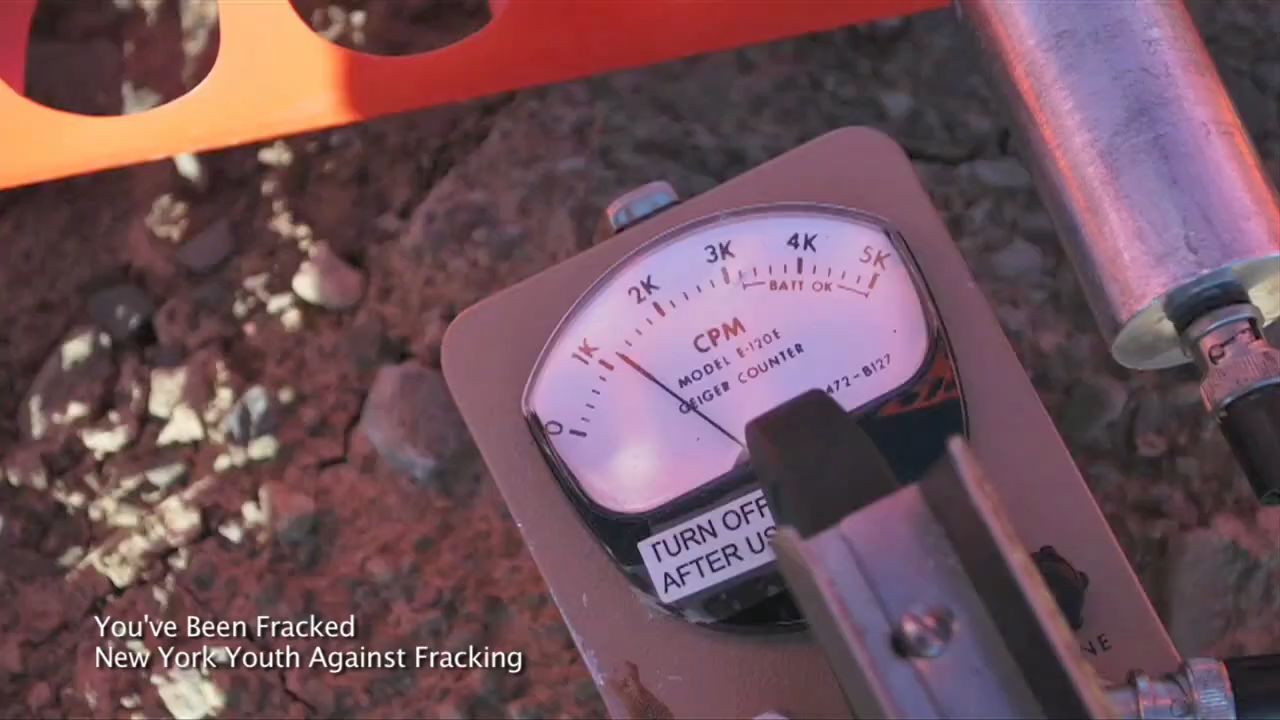 0 1K 2K 3K 4K 5K
BATT OK
CPM
MODEL E-120E
GEIGER COUNTER
472-B127
TURN OFF
AFTER US
NE
You've Been Fracked
New York Youth Against Fracking